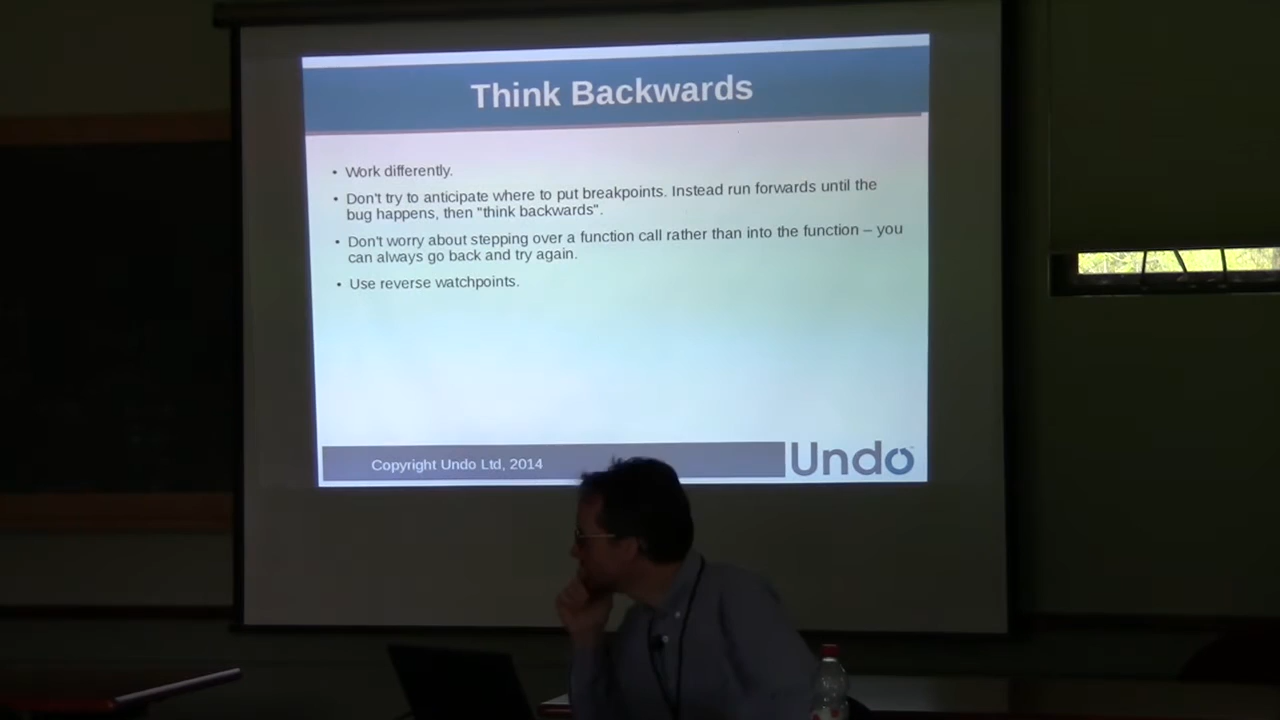 Think Backwards
• Work differently.
• Don't try to anticipate where to put breakpoints. Instead run forwards until the
bug happens, then "think backwards".
• Don't worry about stepping over a function call rather than into the function – you
can always go back and try again.
• Use reverse watchpoints.
Copyright Undo Ltd, 2014
Undo